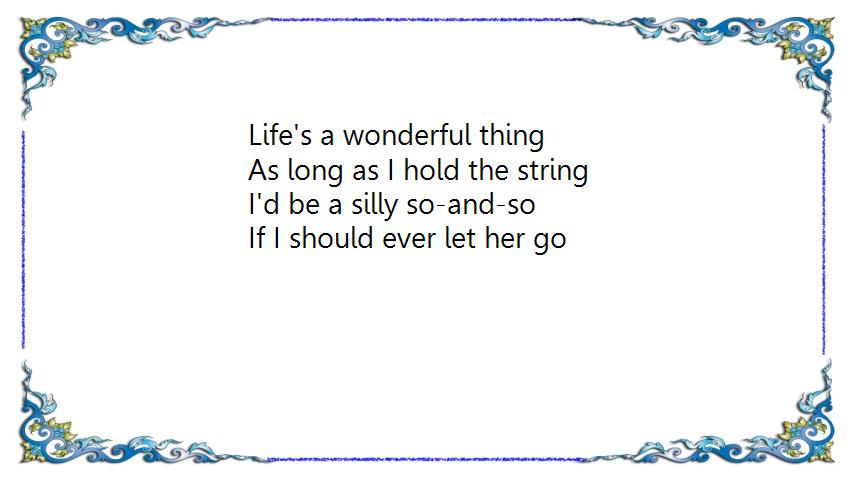 Life's a wonderful thing
As long as I hold the string
I'd be a silly so-and-so
If I should ever let her go